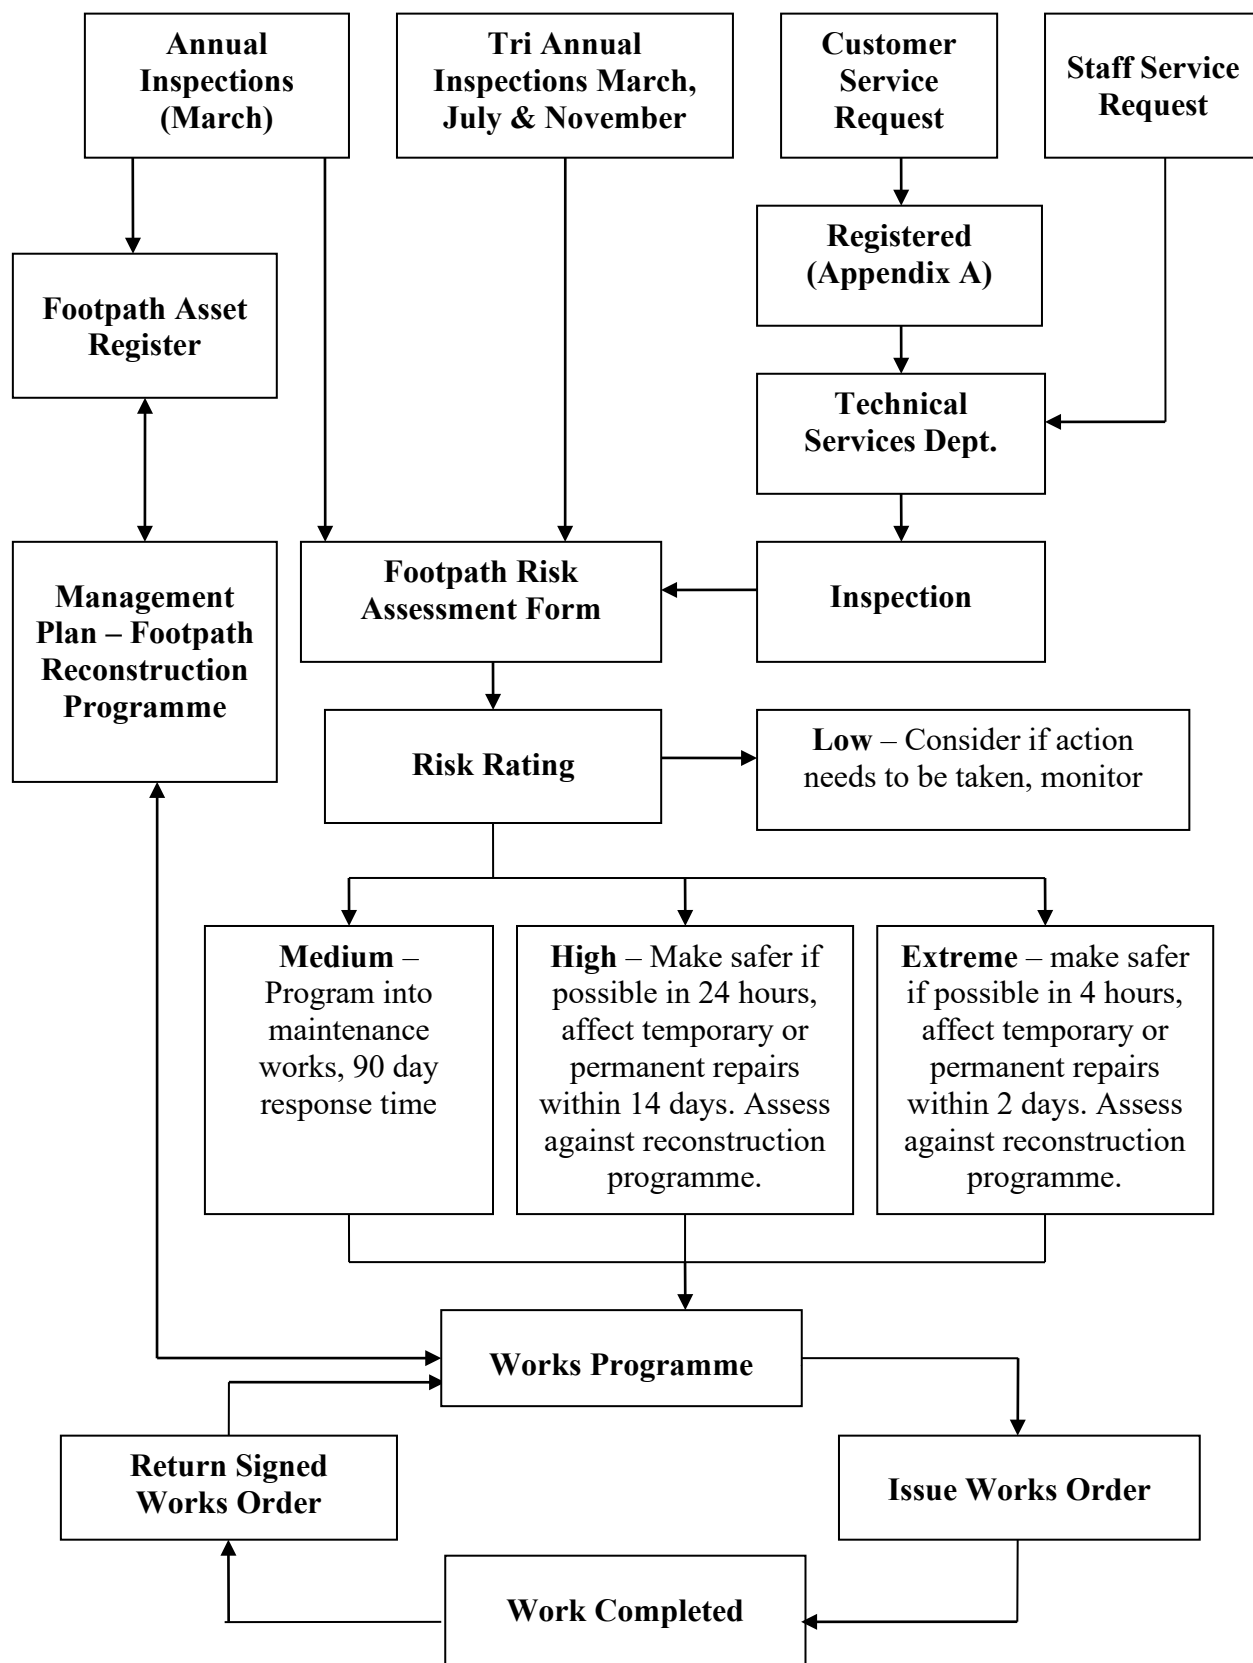 Annual
Inspections
(March)
Tri Annual
Inspections March,
July & November
Customer
Service
Request
Staff Service
Request
Registered
(Appendix A)
Footpath Asset
Register
Technical
Services Dept.
Management
Plan – Footpath
Reconstruction
Programme
Footpath Risk
Assessment Form
Inspection
Risk Rating
Low – Consider if action
needs to be taken, monitor
Medium –
Program into
maintenance
works, 90 day
response time
High – Make safer if
possible in 24 hours,
affect temporary or
permanent repairs
within 14 days. Assess
against reconstruction
programme.
Extreme – make safer
if possible in 4 hours,
affect temporary or
permanent repairs
within 2 days. Assess
against reconstruction
programme.
Works Programme
Return Signed
Works Order
Issue Works Order
Work Completed